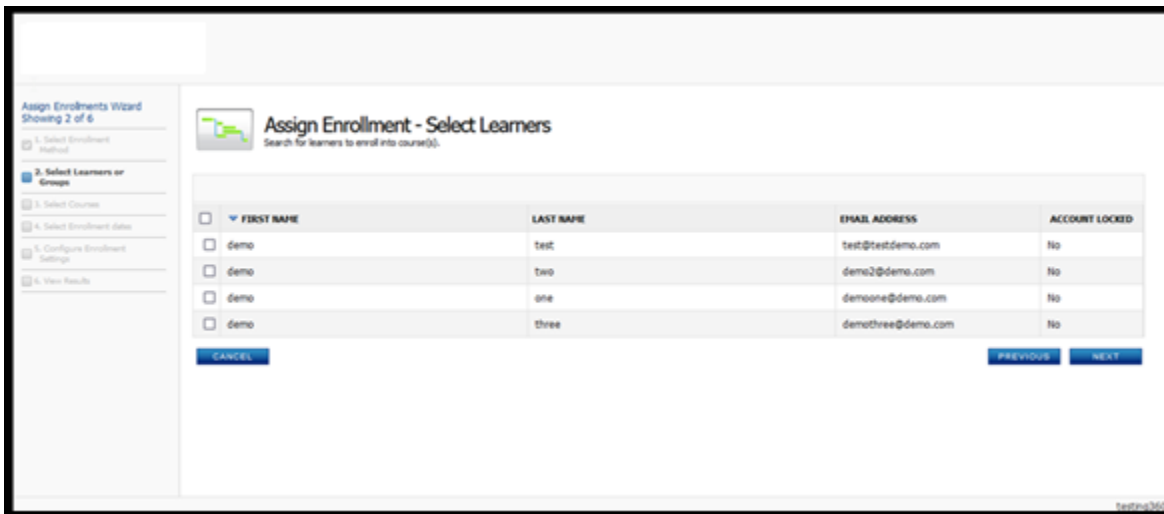 Assign Enrollments Wizard
Showing 2 of 6
1. Select Enrollment
Method
2. Select Learners or
Groups
3. Select Courses
4. Select Enrollment dates
5. Configure Enrollment
Settings
6. View Results
Assign Enrollment - Select Learners
Search for learners to enroll into course(s).
FIRST NAME LAST NAME EMAIL ADDRESS ACCOUNT LOCKED
demo test test@testdemo.com No
demo two demo2@demo.com No
demo one demoone@demo.com No
demo three demothree@demo.com No
CANCEL PREVIOUS NEXT
testing360